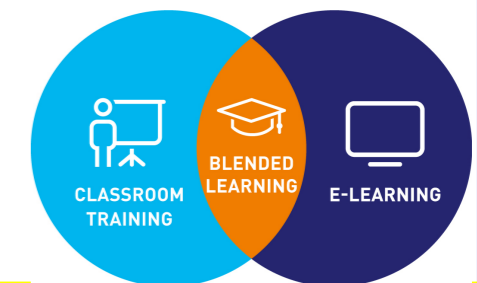 CLASSROOM
TRAINING
BLENDED
LEARNING
E-LEARNING